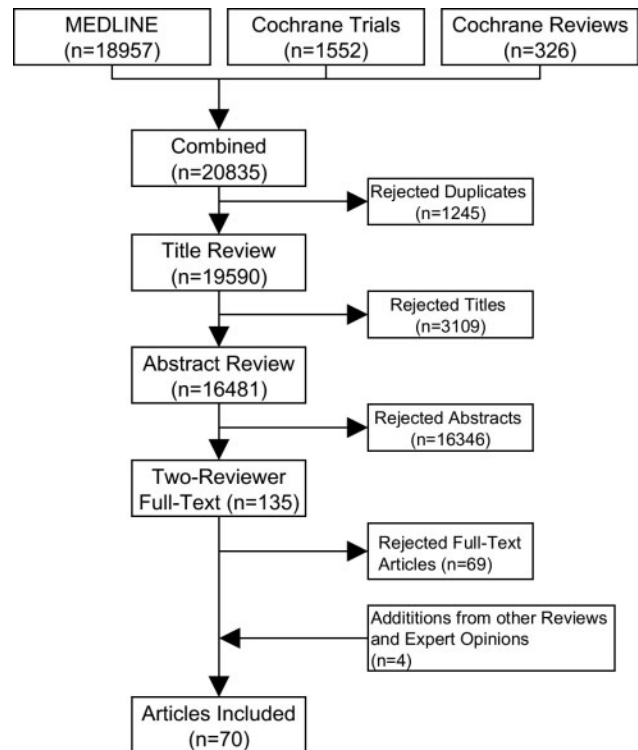 MEDLINE
(n=18957)
Cochrane Trials
(n=1552)
Cochrane Reviews
(n=326)
Combined
(n=20835)
Rejected Duplicates
(n=1245)
Title Review
(n=19590)
Rejected Titles
(n=3109)
Abstract Review
(n=16481)
Rejected Abstracts
(n=16346)
Two-Reviewer
Full-Text (n=135)
Rejected Full-Text
Articles (n=69)
Addititions from other Reviews
and Expert Opinions
(n=4)
Articles Included
(n=70)